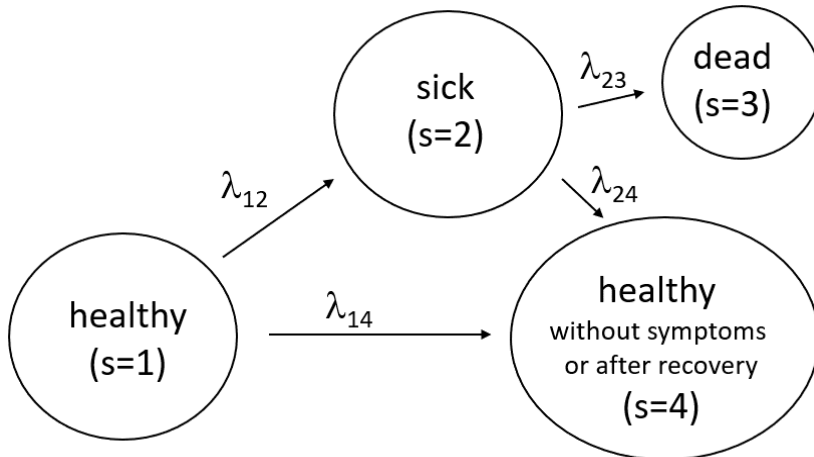 dead
(s=3)
λ23
sick
(s=2)
λ24
λ12
healthy
(s=1)
λ14
healthy
without symptoms
or after recovery
(s=4)